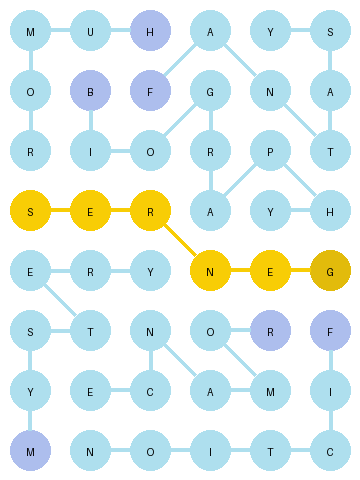 M U H A Y S
O B F G N A
R I O R P T
S E R A Y H
E R Y N E G
S T N O R F
Y E C A M I
M N O I T C